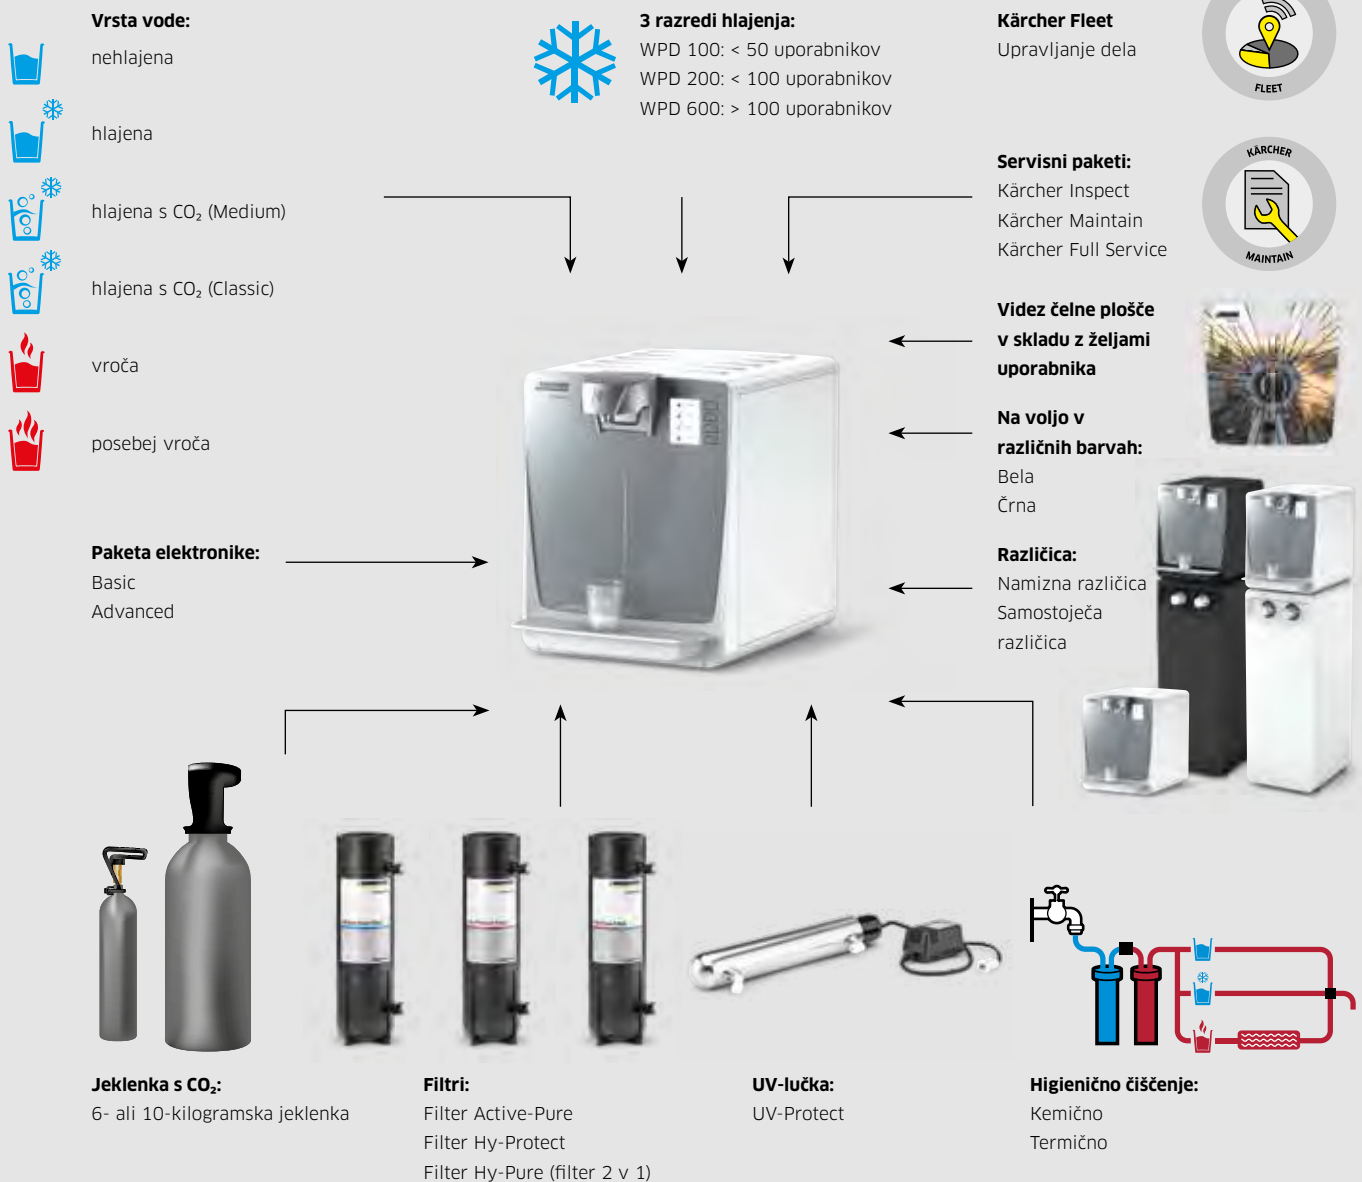 Vrsta vode:
nehlajena
hlajena
hlajena s CO₂ (Medium)
hlajena s CO₂ (Classic)
vroča
posebej vroča
3 razredi hlajenja:
WPD 100: < 50 uporabnikov
WPD 200: < 100 uporabnikov
WPD 600: > 100 uporabnikov
Kärcher Fleet
Upravljanje dela
FLEET
Servisni paketi:
Kärcher Inspect
Kärcher Maintain
Kärcher Full Service
KÄRCHER
MAINTAIN
Videz čelne plošče
v skladu z željami
uporabnika
Na voljo v
različnih barvah:
Bela
Črna
Različica:
Namizna različica
Samostoječa
različica
Paketa elektronike:
Basic
Advanced
Jeklenka s CO₂:
6- ali 10-kilogramska jeklenka
Filtri:
Filter Active-Pure
Filter Hy-Protect
Filter Hy-Pure (filter 2 v 1)
UV-lučka:
UV-Protect
Higienično čiščenje:
Kemično
Termično